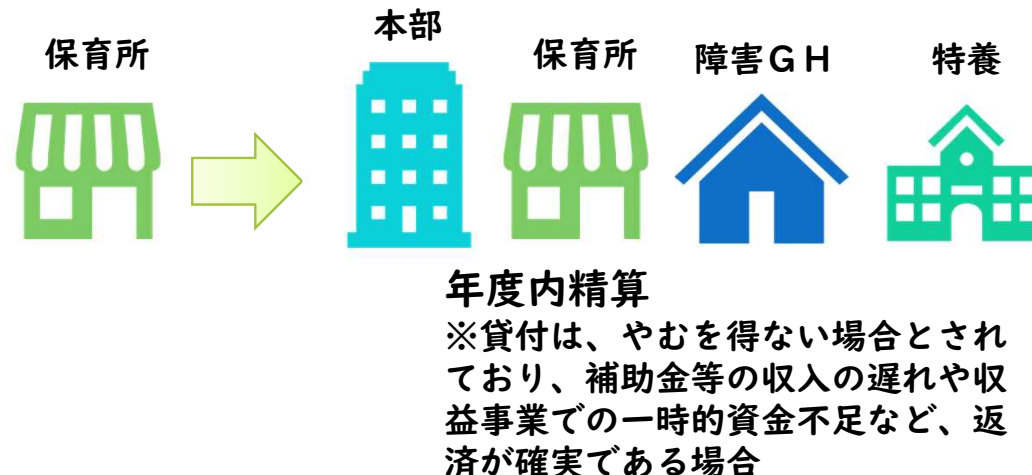 保育所
本部
保育所
障害ＧＨ
特養
年度内精算
※貸付は、やむを得ない場合とされ
ており、補助金等の収入の遅れや収
益事業での一時的資金不足など、返
済が確実である場合